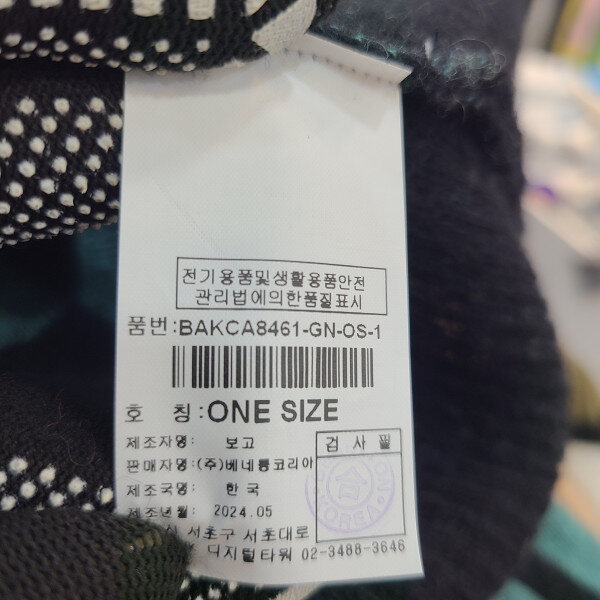 전기용품및생활용품안전
관리법에의한품질표시
품번:BAKCA8461-GN-OS-1
호 칭:ONE SIZE
제조자명: 보고
검 사 필
판매자명: (주)베네통코리아
합
제조국명: 한 국
제조년월: 2024.05
서초구 서초대로
디지털타워 02-3488-3646